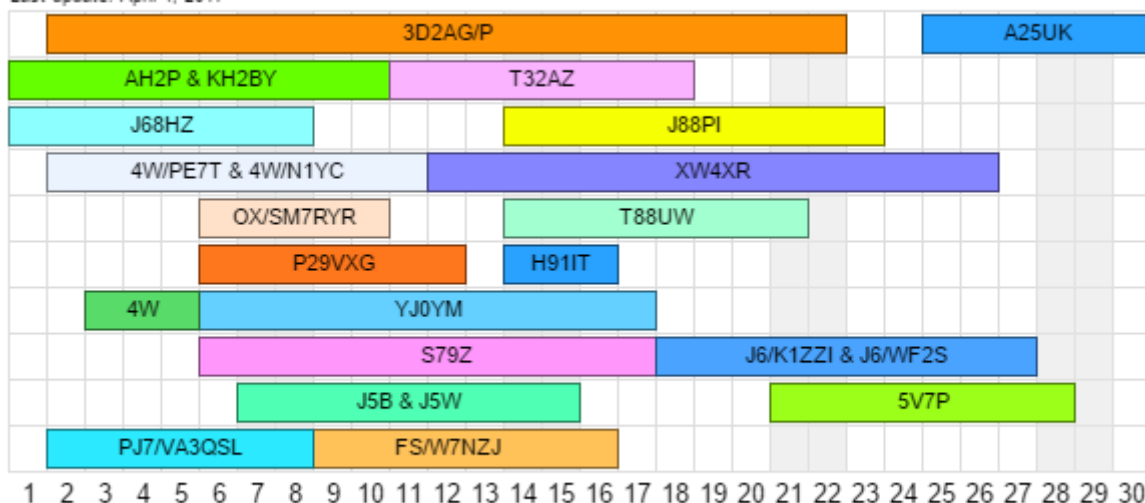 3D2AG/P A25UK
AH2P & KH2BY T32AZ
J68HZ J88PI
4W/PE7T & 4W/N1YC XW4XR
OX/SM7RYR T88UW
P29VXG H91IT
4W YJ0YM
S79Z J6/K1ZZI & J6/WF2S
J5B & J5W 5V7P
PJ7/VA3QSL FS/W7NZJ
1 2 3 4 5 6 7 8 9 10 11 12 13 14 15 16 17 18 19 20 21 22 23 24 25 26 27 28 29 30